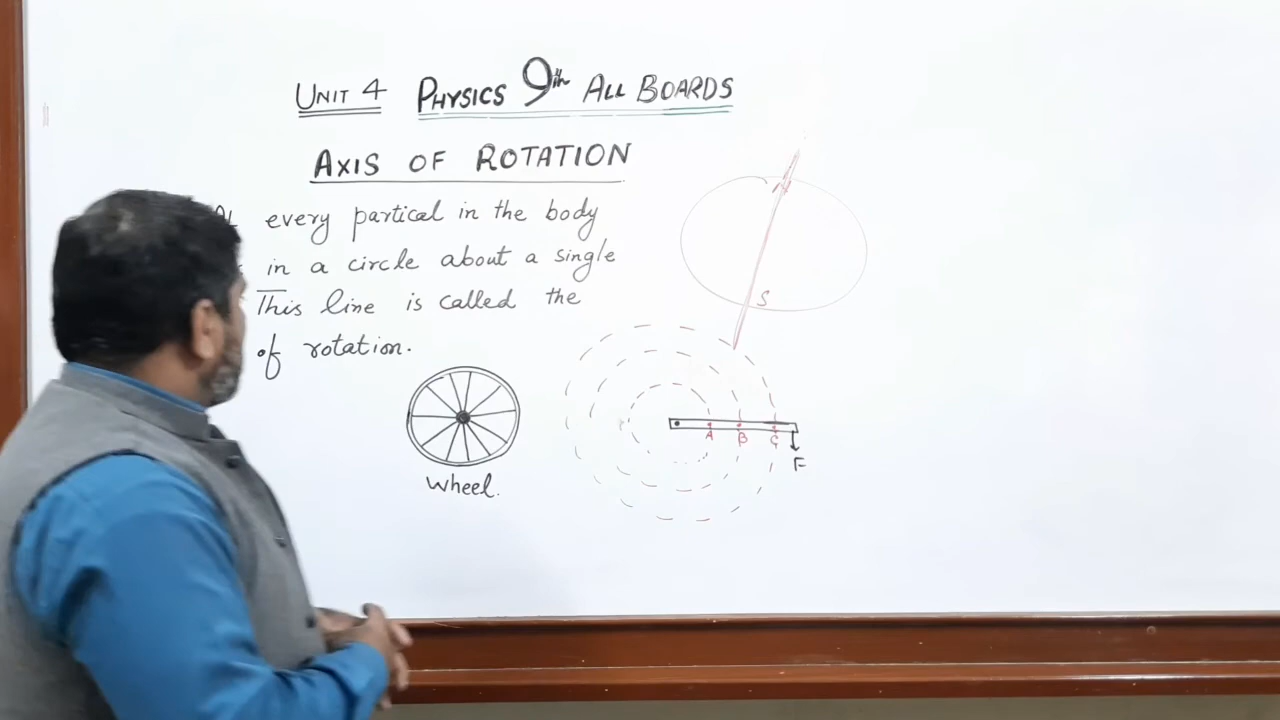 UNIT 4 PHYSICS 9th ALL BOARDS
AXIS OF ROTATION
every partical in the body
in a circle about a single
This line is called the
of rotation.
S
A B C
F
wheel.